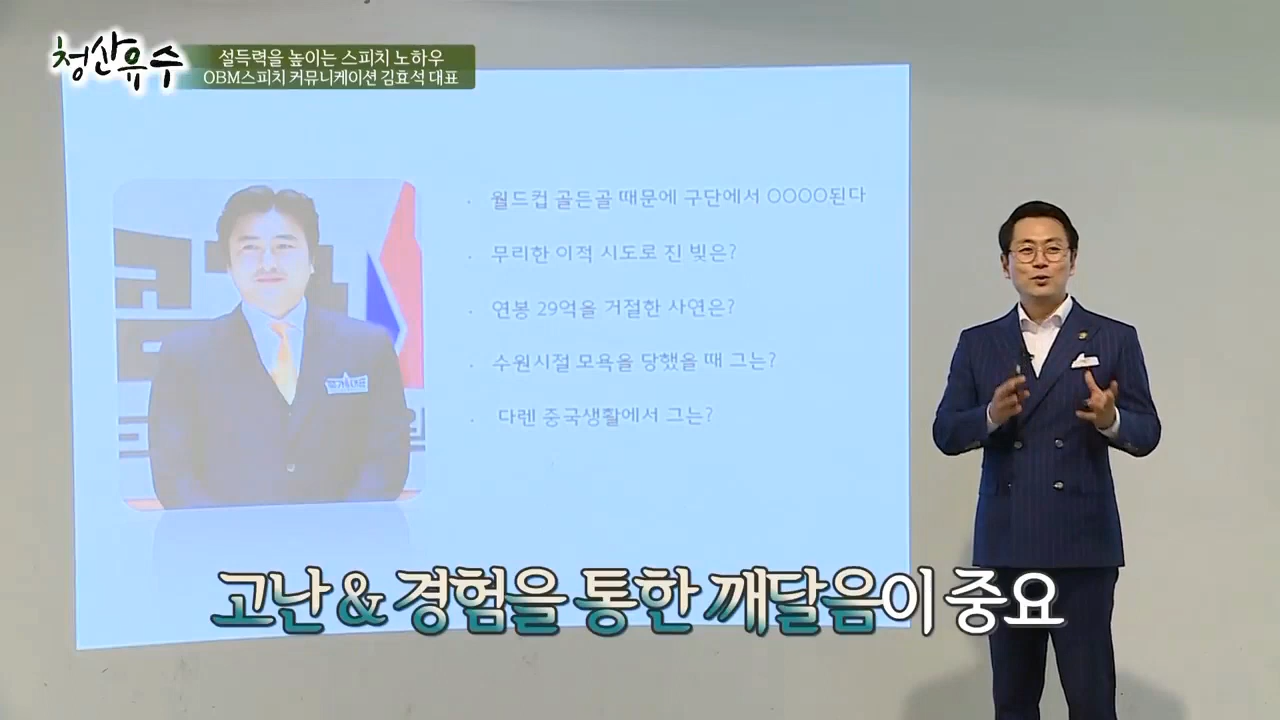 청산유수
설득력을 높이는 스피치 노하우
OBM스피치 커뮤니케이션 김효석 대표
· 월드컵 골든골 때문에 구단에서 OOOO된다
· 무리한 이적 시도로 진 빚은?
· 연봉 29억을 거절한 사연은?
· 수원시절 모욕을 당했을 때 그는?
· 다렌 중국생활에서 그는?
고난 & 경험을 통한 깨달음이 중요